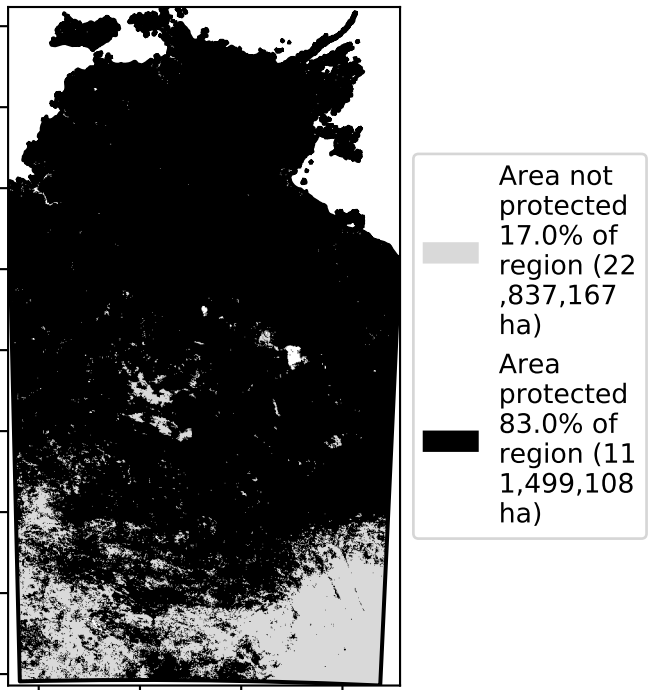 Area not
protected
17.0% of
region (22
,837,167
ha)
Area
protected
83.0% of
region (11
1,499,108
ha)